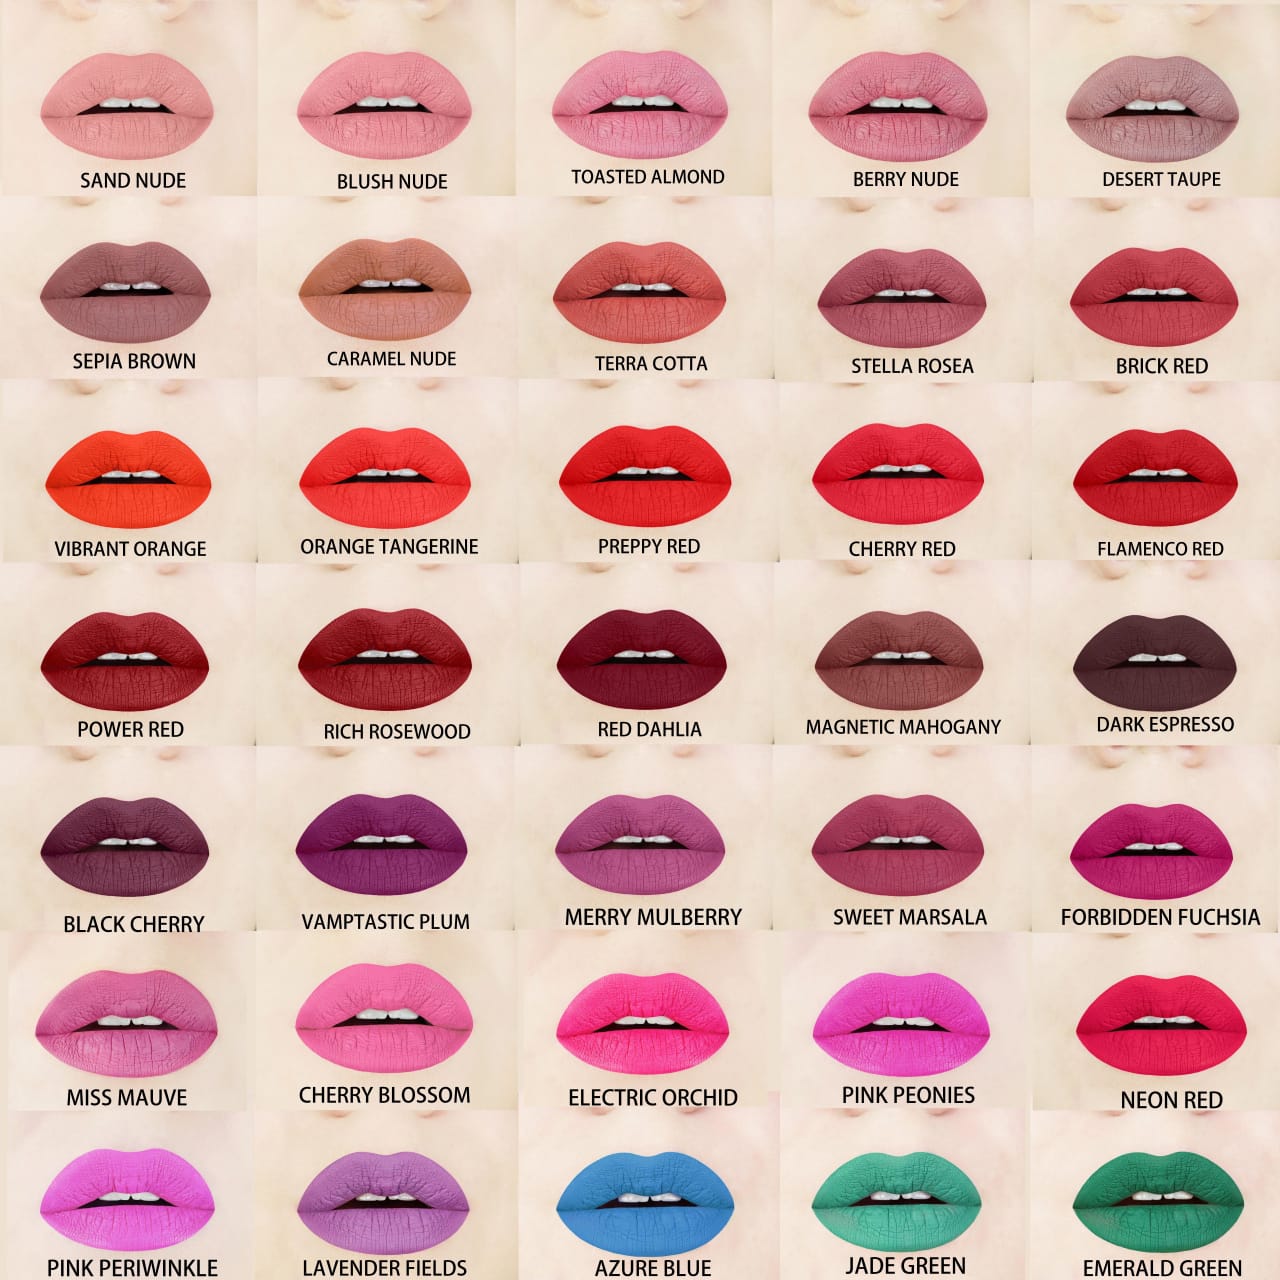 SAND NUDE
BLUSH NUDE
TOASTED ALMOND
BERRY NUDE
DESERT TAUPE
SEPIA BROWN
CARAMEL NUDE
TERRA COTTA
STELLA ROSEA
BRICK RED
VIBRANT ORANGE
ORANGE TANGERINE
PREPPY RED
CHERRY RED
FLAMENCO RED
POWER RED
RICH ROSEWOOD
RED DAHLIA
MAGNETIC MAHOGANY
DARK ESPRESSO
BLACK CHERRY
VAMPTASTIC PLUM
MERRY MULBERRY
SWEET MARSALA
FORBIDDEN FUCHSIA
MISS MAUVE
CHERRY BLOSSOM
ELECTRIC ORCHID
PINK PEONIES
NEON RED
PINK PERIWINKLE
LAVENDER FIELDS
AZURE BLUE
JADE GREEN
EMERALD GREEN